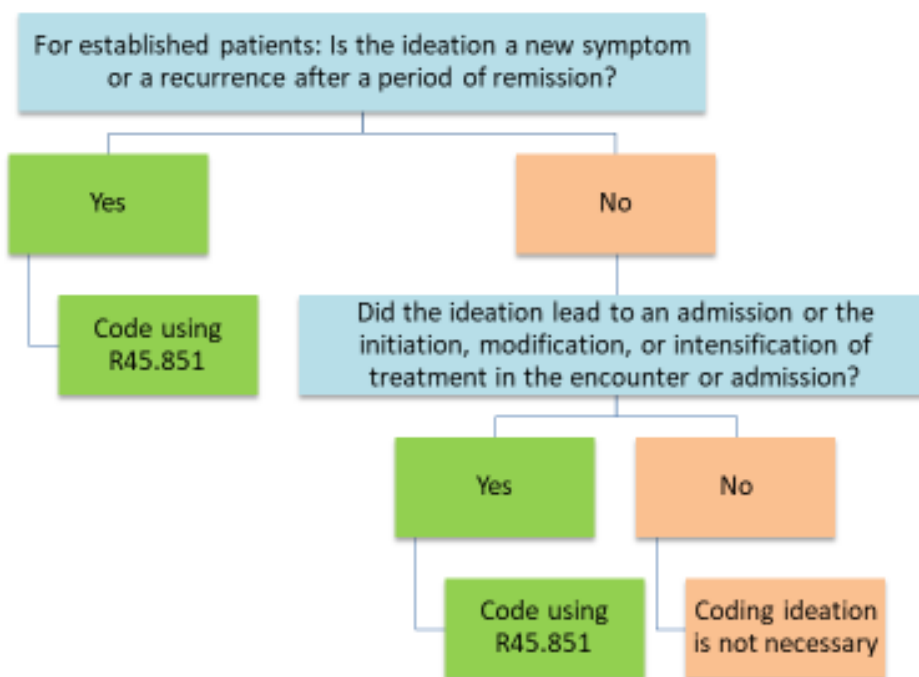 For established patients: Is the ideation a new symptom
or a recurrence after a period of remission?
Yes
No
Code using
R45.851
Did the ideation lead to an admission or the
initiation, modification, or intensification of
treatment in the encounter or admission?
Yes
No
Code using
R45.851
Coding ideation
is not necessary